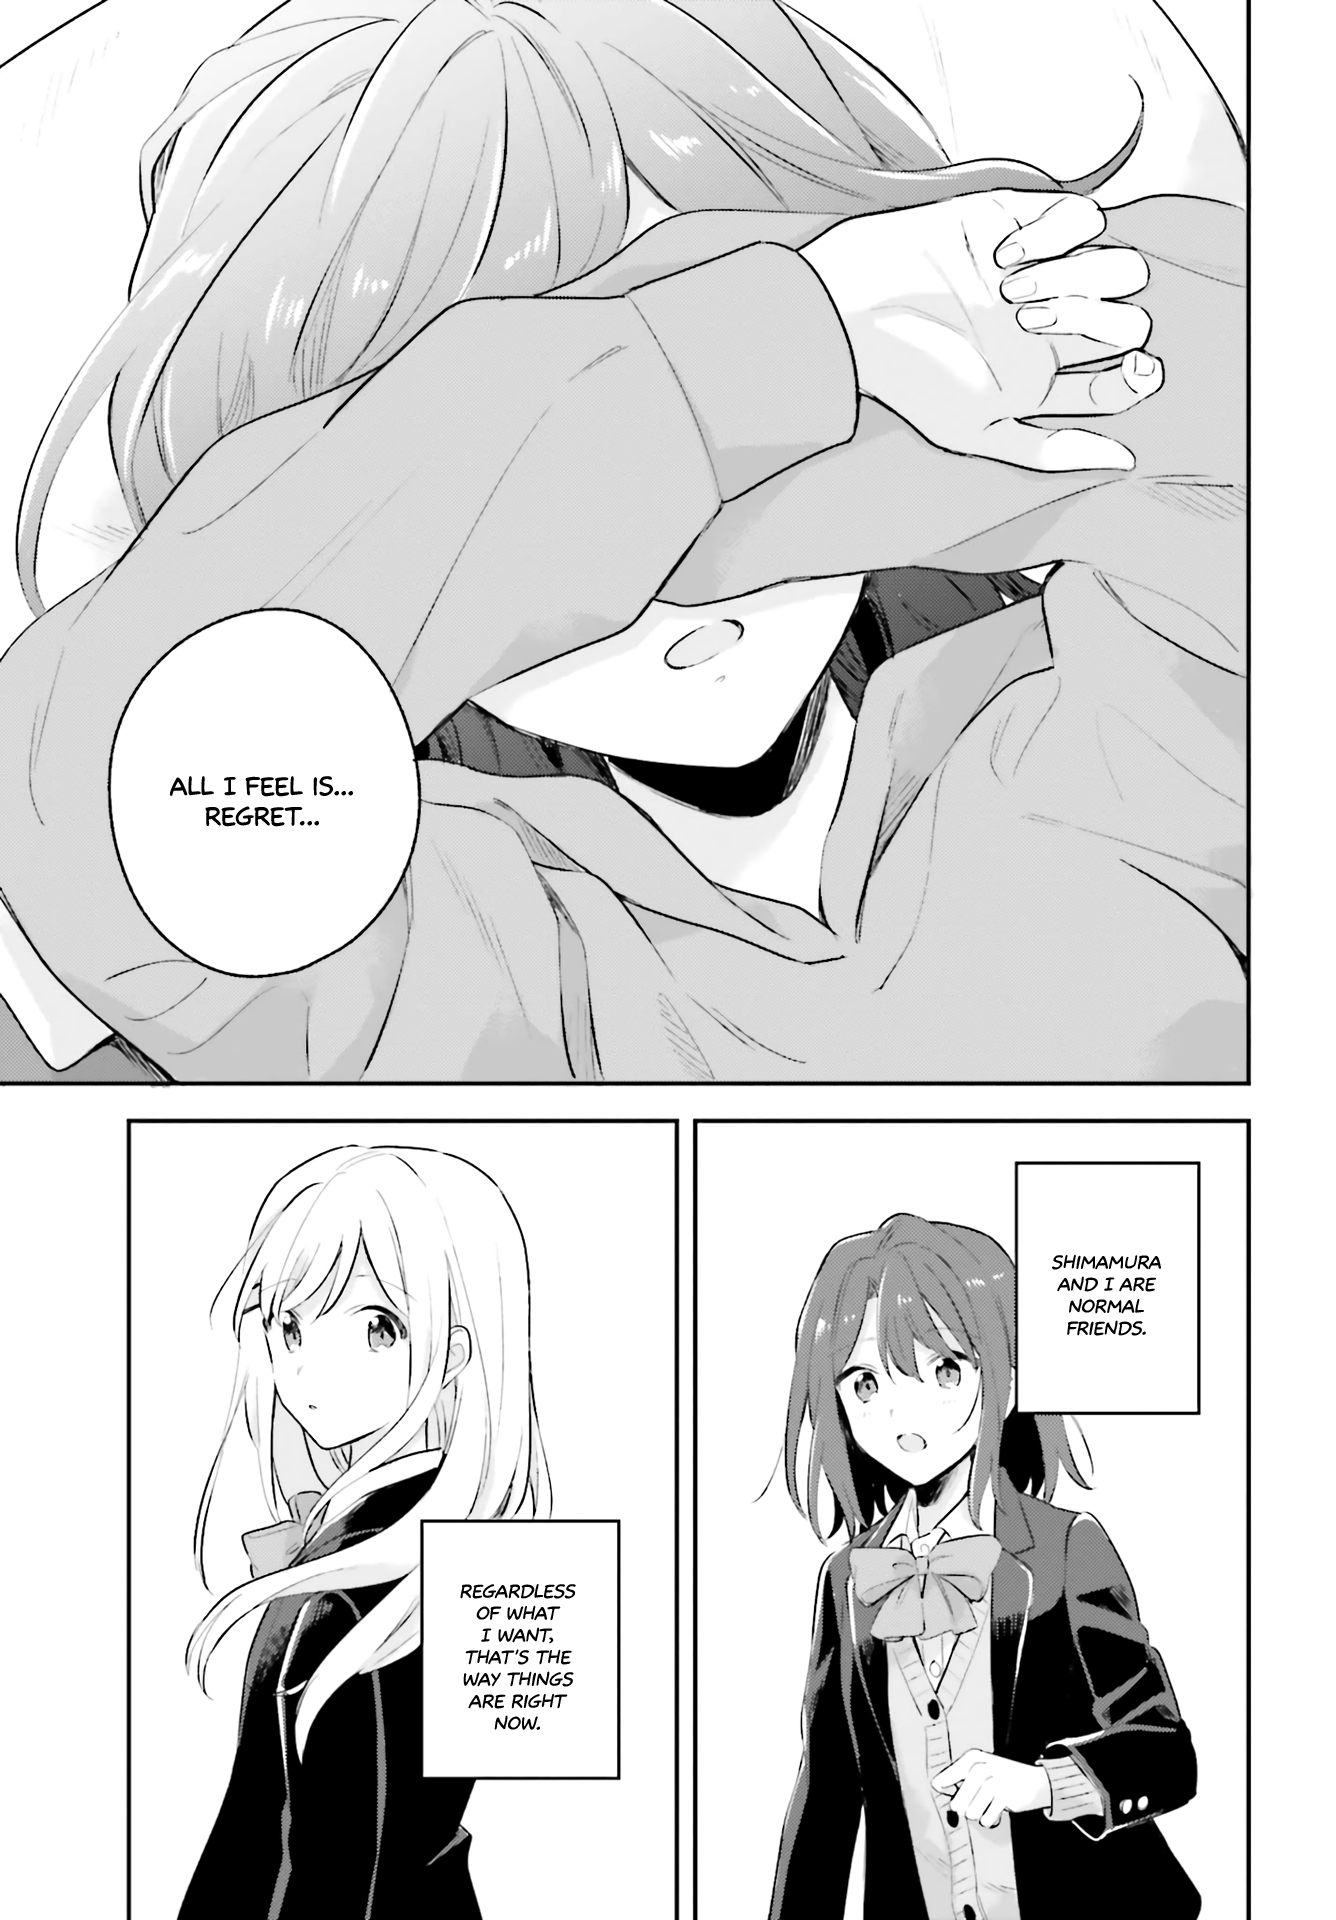 ALL I FEEL IS...
REGRET...
SHIMAMURA
AND I ARE
NORMAL
FRIENDS.
REGARDLESS
OF WHAT
I WANT,
THAT'S THE
WAY THINGS
ARE RIGHT
NOW.